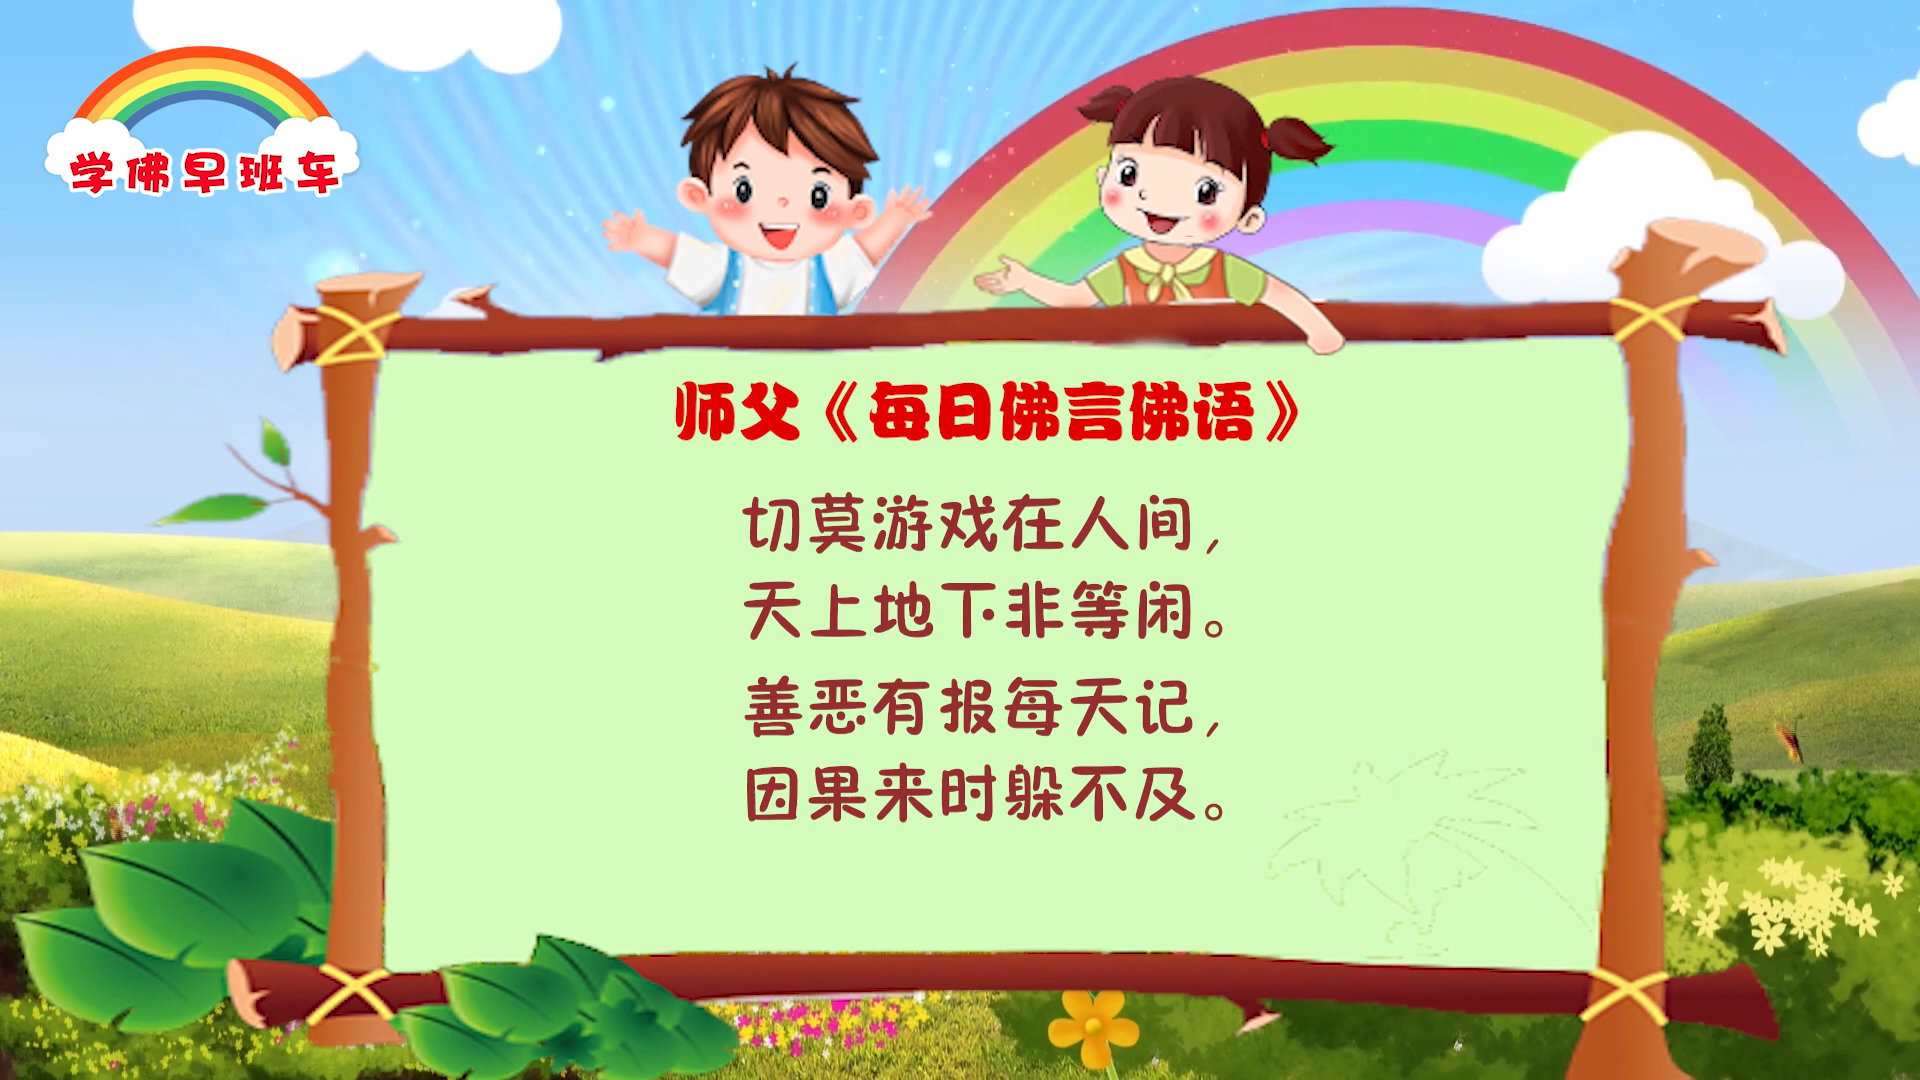 学佛早班车
师父《每日佛言佛语》
切莫游戏在人间，
天上地下非等闲。
善恶有报每天记，
因果来时躲不及。